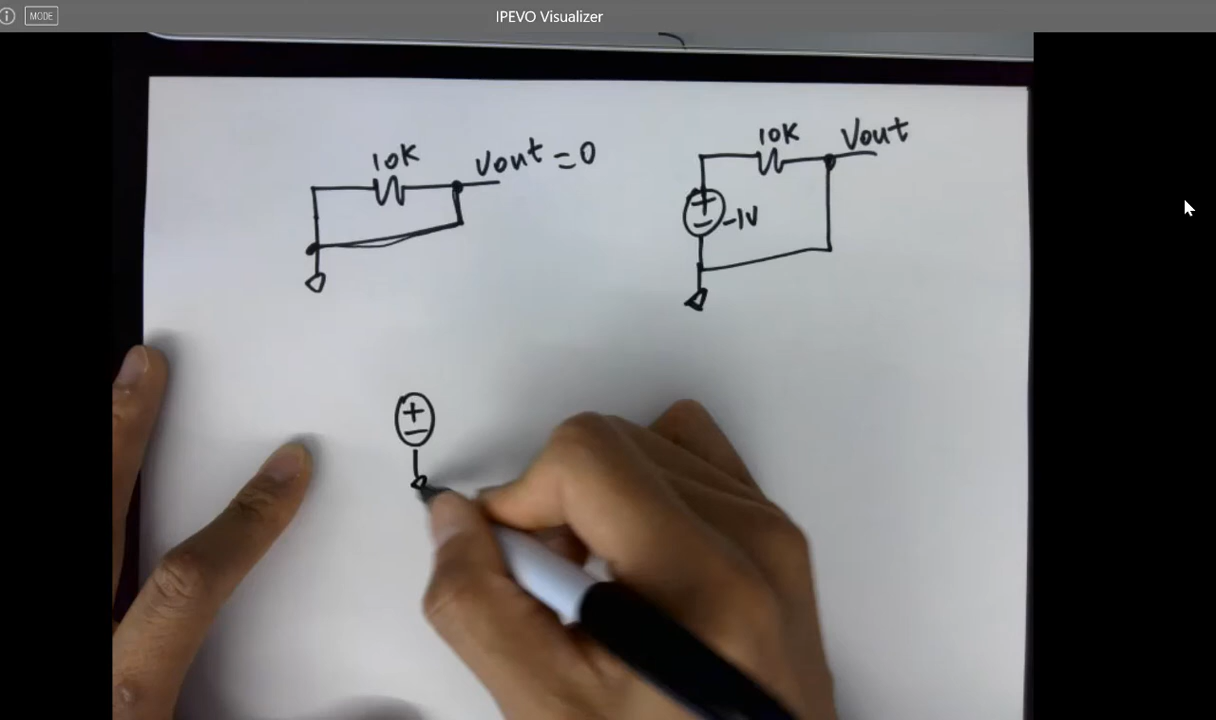 MODE
IPEVO Visualizer
10K
Vout = 0
10K
Vout
+
-
-1V
+
-